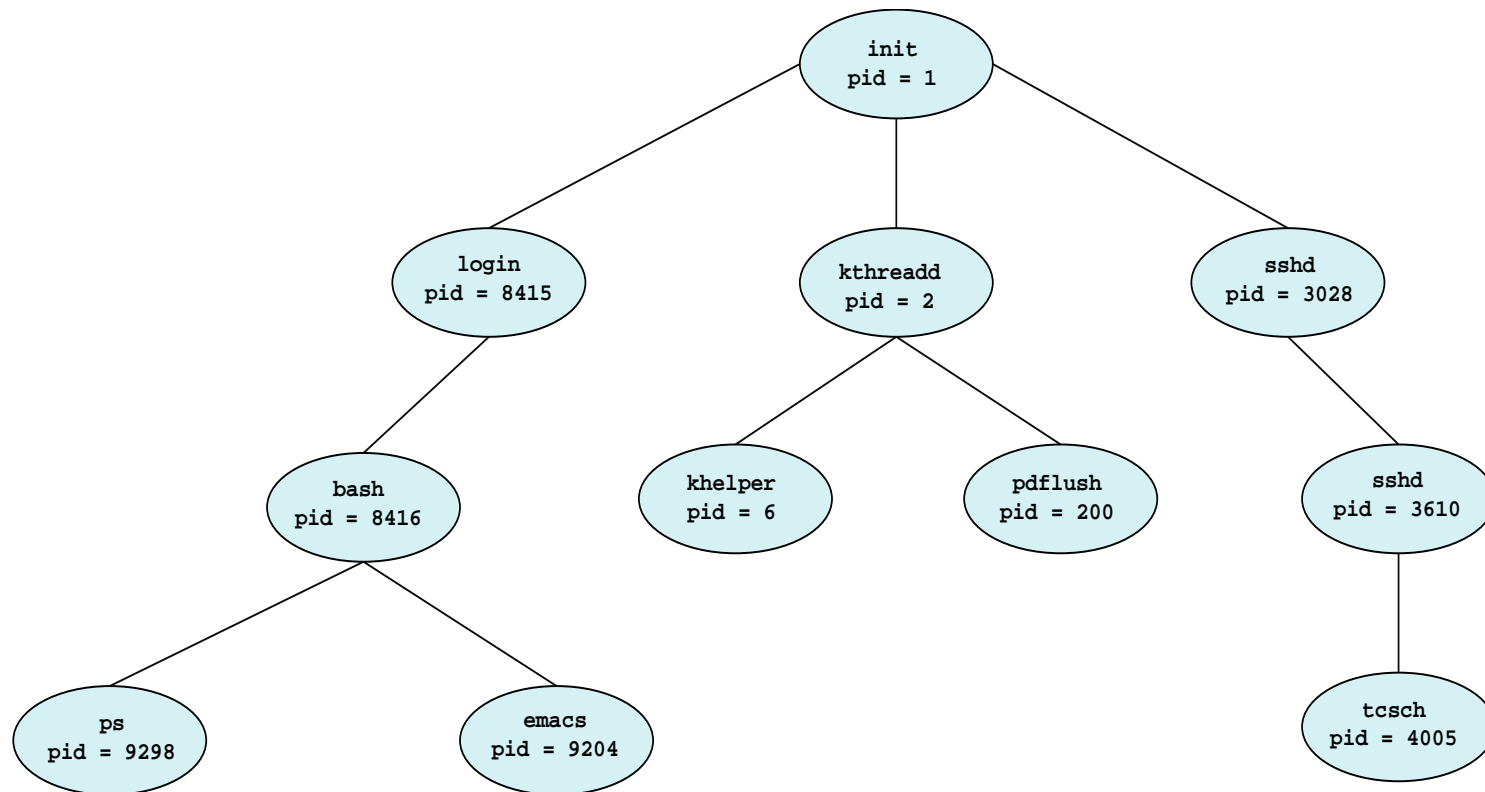 init
pid = 1
login
pid = 8415
kthreadd
pid = 2
sshd
pid = 3028
bash
pid = 8416
khelper
pid = 6
pdflush
pid = 200
sshd
pid = 3610
ps
pid = 9298
emacs
pid = 9204
tcsch
pid = 4005